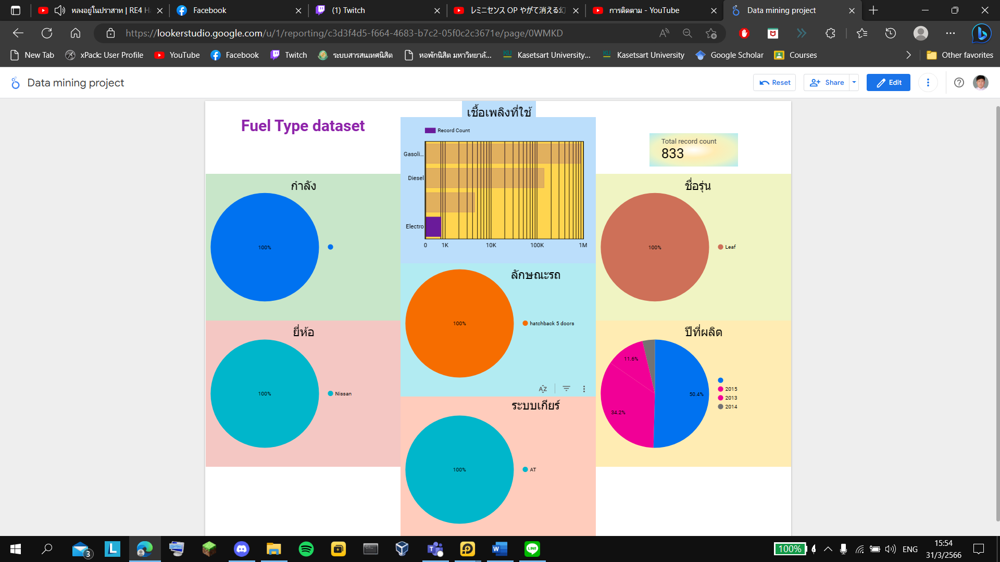 หลงอยู่ในปราสาท | RE4 H
Facebook
(1) Twitch
レミニセンス OP やがて消える幻
การติดตาม - YouTube
Data mining project
https://lookerstudio.google.com/u/1/reporting/c3d3f4d5-f664-4683-b7c2-05f0c2c3671e/page/0WMKD
New Tab
xPack: User Profile
YouTube
Facebook
Twitch
ระบบสารสนเทศนิสิต
หอพักนิสิต มหาวิทยาลั...
Kasetsart University...
Kasetsart University
Google Scholar
Courses
Other favorites
Data mining project
Reset
Share
Edit
Fuel Type dataset
เชื้อเพลิงที่ใช้
Record Count
Gasoli...
Diesel
Electro
0
1K
10K
100K
1M
Total record count
833
กำลัง
100%
ชื่อรุ่น
100%
Leaf
ลักษณะรถ
100%
hatchback 5 doors
ยี่ห้อ
100%
Nissan
ปีที่ผลิต
11.6%
50.4%
34.2%
2015
2013
2014
ระบบเกียร์
100%
AT
3
100%
ENG
15:54
31/3/2566